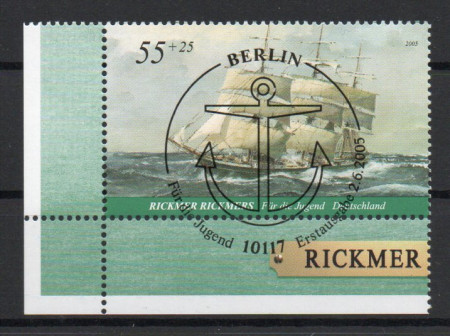 55+25
2005
BERLIN
RICKMER RICKMERS Für die Jugend Deutschland
Für die Jugend 10117 Erstausgabe 2.6.2005
RICKMER